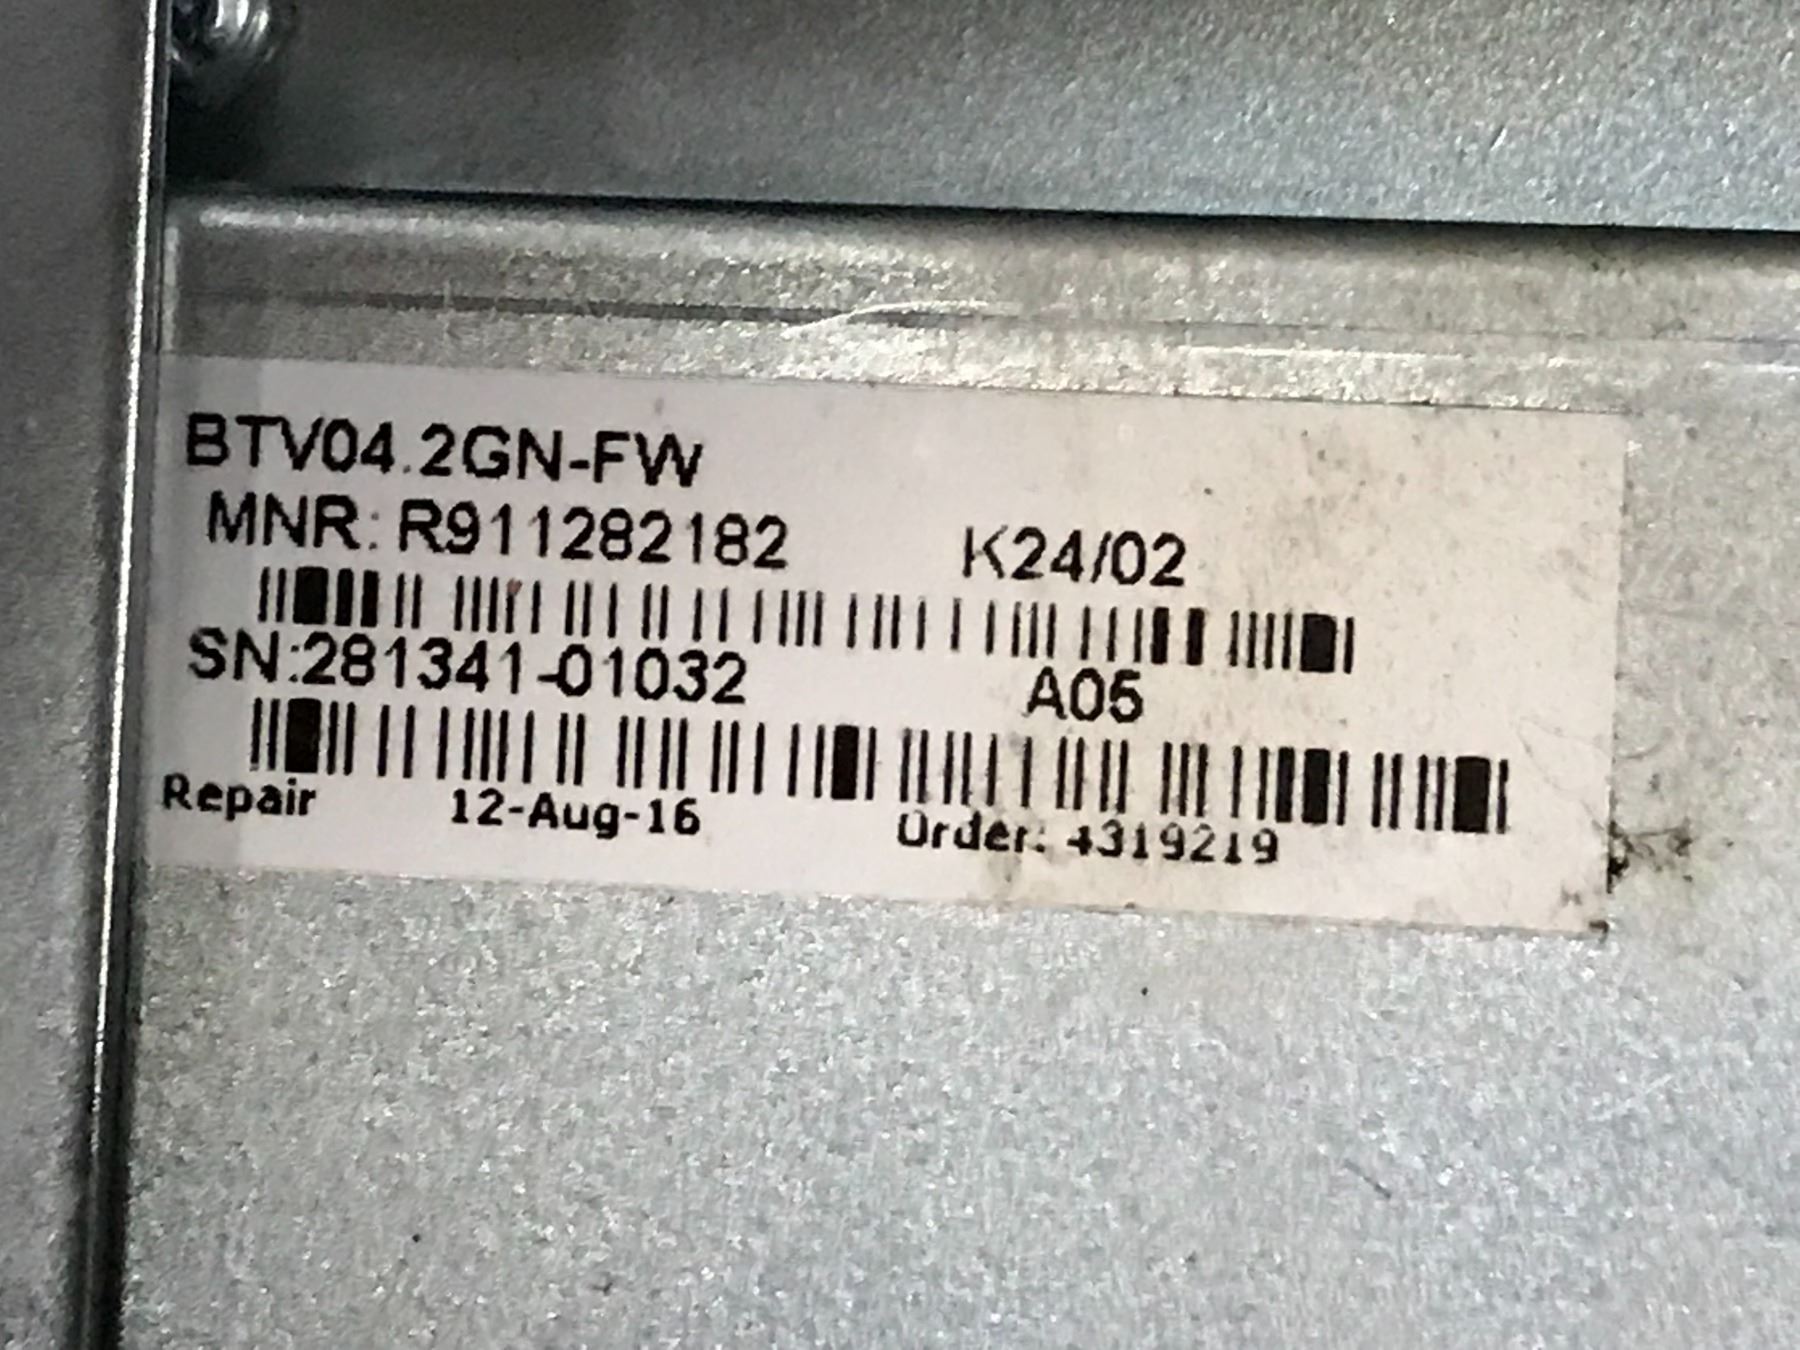 BTV04.2GN-FW
MNR: R911282182 K24/02
SN:281341-01032 A05
Repair 12-Aug-16 Order: 4319219